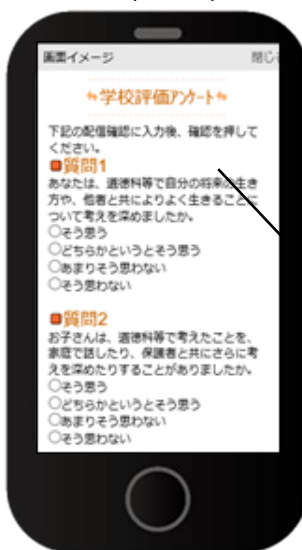 画面イメージ
閉じ
学校評価アンケート
下記の配信確認に入力後、確認を押して
ください。
■質問1
あなたは、道徳科等で自分の将来の生き
方や、他者と共によりよく生きることに
ついて考えを深めましたか。
○そう思う
○どちらかというとそう思う
○あまりそう思わない
○そう思わない
■質問2
お子さんは、道徳科等で考えたことを、
家庭で話したり、保護者と共にさらに考
えを深めたりすることがありましたか。
○そう思う
○どちらかというとそう思う
○あまりそう思わない
○そう思わない